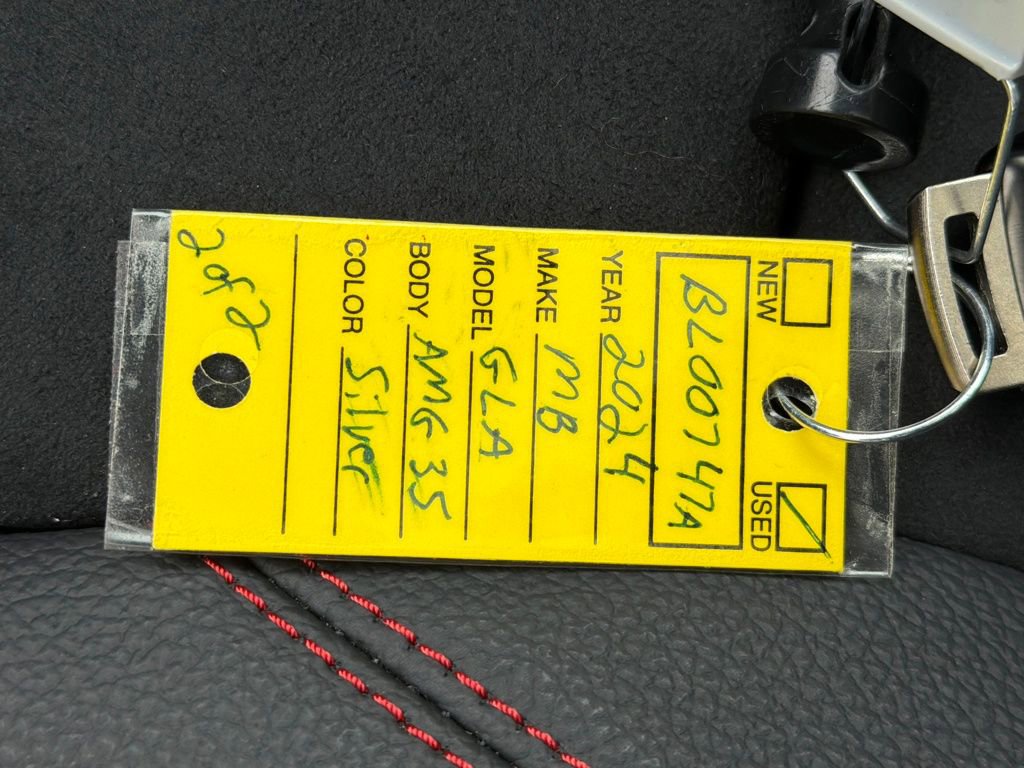 NEW USED
BL00747A
YEAR 2024
MAKE MB
MODEL GLA
BODY AMG 35
COLOR Silver
2 of 2